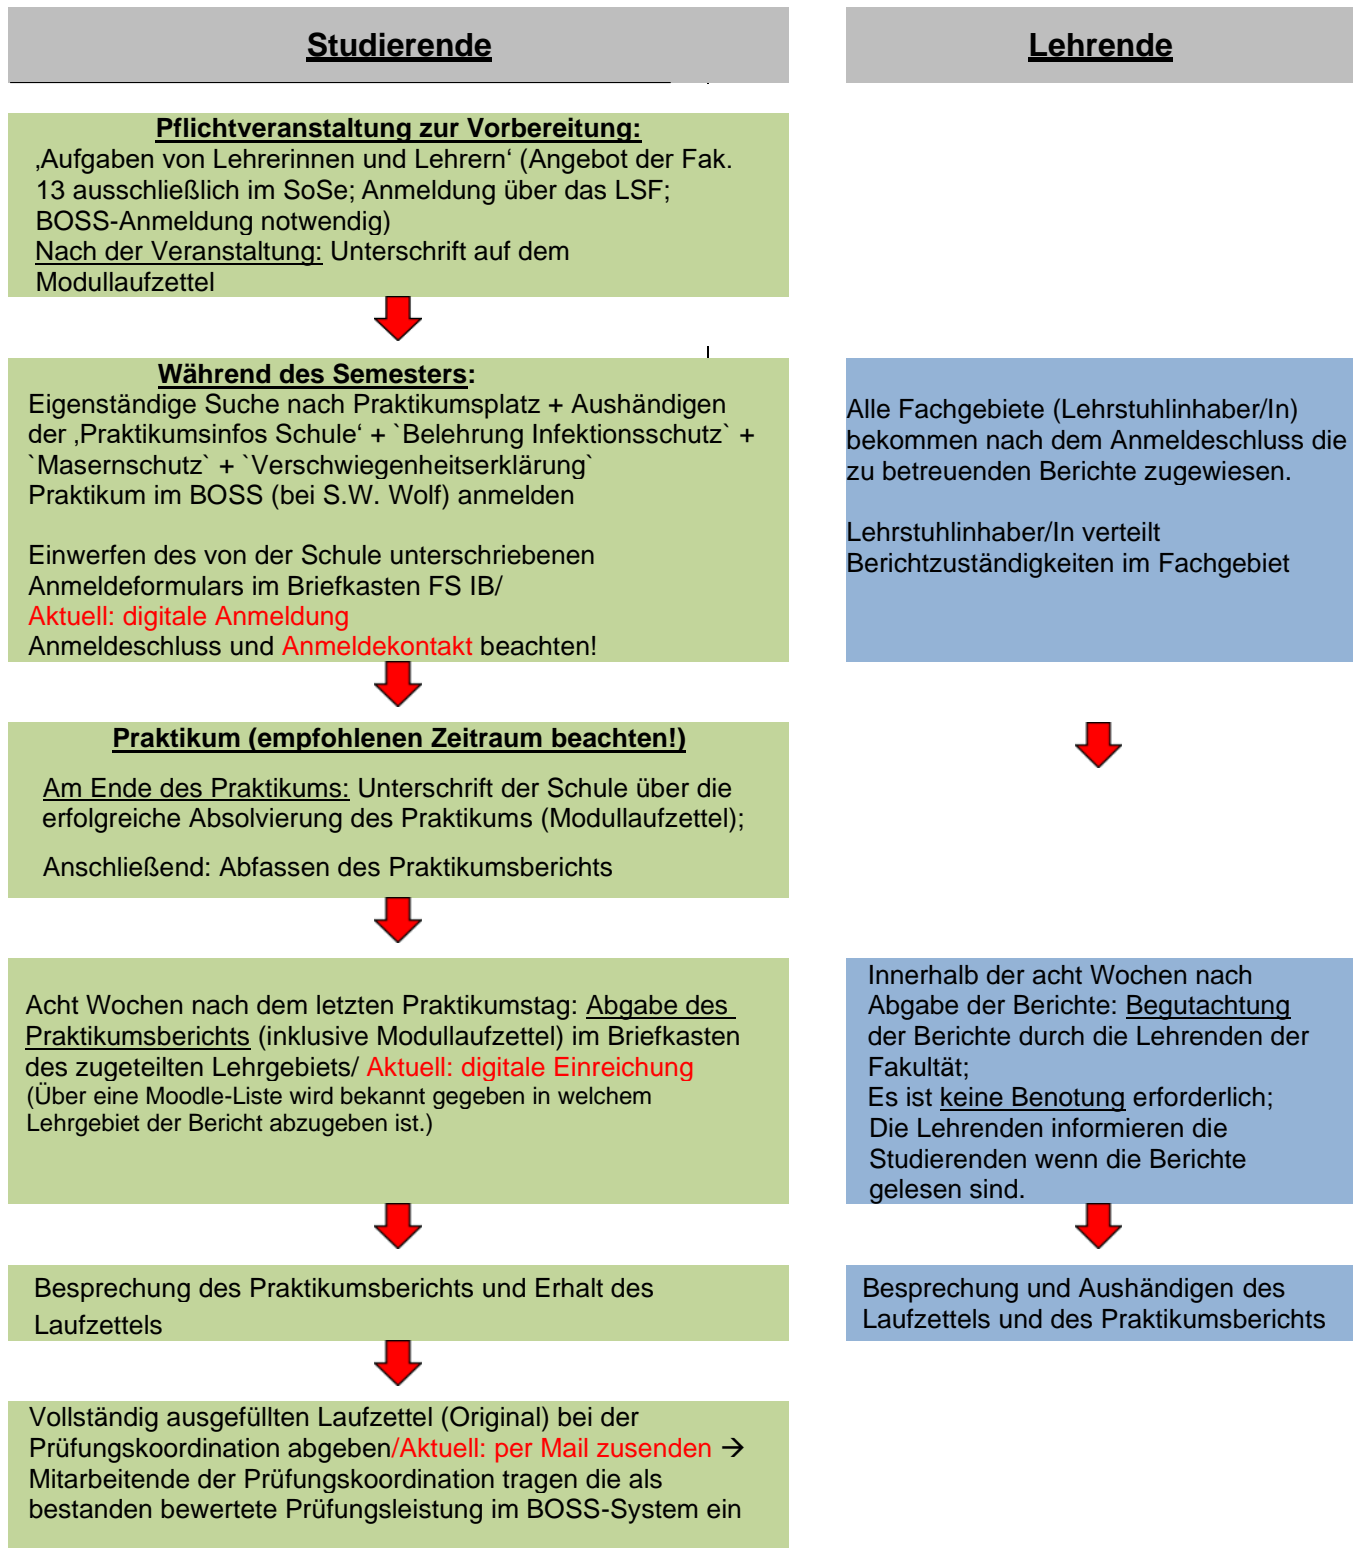 Studierende
Lehrende
Pflichtveranstaltung zur Vorbereitung:
‚Aufgaben von Lehrerinnen und Lehrern‘ (Angebot der Fak.
13 ausschließlich im SoSe; Anmeldung über das LSF;
BOSS-Anmeldung notwendig)
Nach der Veranstaltung: Unterschrift auf dem
Modullaufzettel
Während des Semesters:
Eigenständige Suche nach Praktikumsplatz + Aushändigen
der ‚Praktikumsinfos Schule‘ + `Belehrung Infektionsschutz` +
`Masernschutz` + `Verschwiegenheitserklärung`
Praktikum im BOSS (bei S.W. Wolf) anmelden
Einwerfen des von der Schule unterschriebenen
Anmeldeformulars im Briefkasten FS IB/
Aktuell: digitale Anmeldung
Anmeldeschluss und Anmeldekontakt beachten!
Alle Fachgebiete (Lehrstuhlinhaber/In)
bekommen nach dem Anmeldeschluss die
zu betreuenden Berichte zugewiesen.
Lehrstuhlinhaber/In verteilt
Berichtzuständigkeiten im Fachgebiet
Praktikum (empfohlenen Zeitraum beachten!)
Am Ende des Praktikums: Unterschrift der Schule über die
erfolgreiche Absolvierung des Praktikums (Modullaufzettel);
Anschließend: Abfassen des Praktikumsberichts
Acht Wochen nach dem letzten Praktikumstag: Abgabe des
Praktikumsberichts (inklusive Modullaufzettel) im Briefkasten
des zugeteilten Lehrgebiets/ Aktuell: digitale Einreichung
(Über eine Moodle-Liste wird bekannt gegeben in welchem
Lehrgebiet der Bericht abzugeben ist.)
Innerhalb der acht Wochen nach
Abgabe der Berichte: Begutachtung
der Berichte durch die Lehrenden der
Fakultät;
Es ist keine Benotung erforderlich;
Die Lehrenden informieren die
Studierenden wenn die Berichte
gelesen sind.
Besprechung des Praktikumsberichts und Erhalt des
Laufzettels
Besprechung und Aushändigen des
Laufzettels und des Praktikumsberichts
Vollständig ausgefüllten Laufzettel (Original) bei der
Prüfungskoordination abgeben/Aktuell: per Mail zusenden →
Mitarbeitende der Prüfungskoordination tragen die als
bestanden bewertete Prüfungsleistung im BOSS-System ein